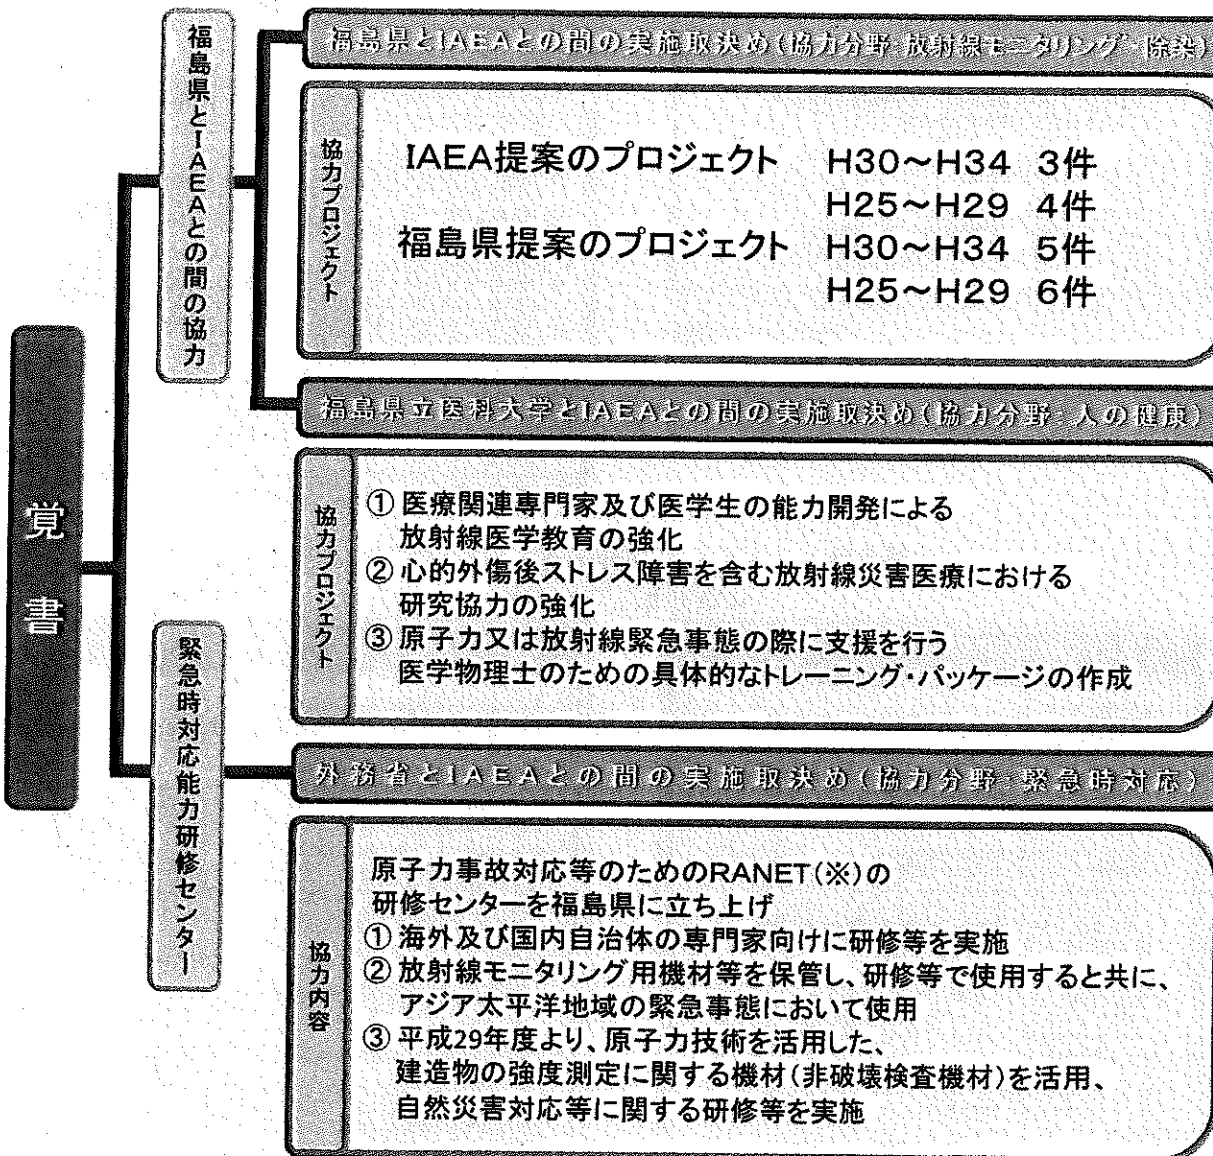 覚書
福島県とIAEAとの間の協力
福島県とIAEAとの間の実施取決め(協力分野 放射線モニタリング・除染)
協力プロジェクト
IAEA提案のプロジェクト H30～H34 3件
H25～H29 4件
福島県提案のプロジェクト H30～H34 5件
H25～H29 6件
福島県立医科大学とIAEAとの間の実施取決め(協力分野:人の健康)
協力プロジェクト
① 医療関連専門家及び医学生の能力開発による
放射線医学教育の強化
② 心的外傷後ストレス障害を含む放射線災害医療における
研究協力の強化
③ 原子力又は放射線緊急事態の際に支援を行う
医学物理士のための具体的なトレーニング・パッケージの作成
緊急時対応能力研修センター
外務省とIAEAとの間の実施取決め(協力分野:緊急時対応)
協力内容
原子力事故対応等のためのRANET(※)の
研修センターを福島県に立ち上げ
① 海外及び国内自治体の専門家向けに研修等を実施
② 放射線モニタリング用機材等を保管し、研修等で使用すると共に、
アジア太平洋地域の緊急事態において使用
③ 平成29年度より、原子力技術を活用した、
建造物の強度測定に関する機材(非破壊検査機材)を活用、
自然災害対応等に関する研修等を実施